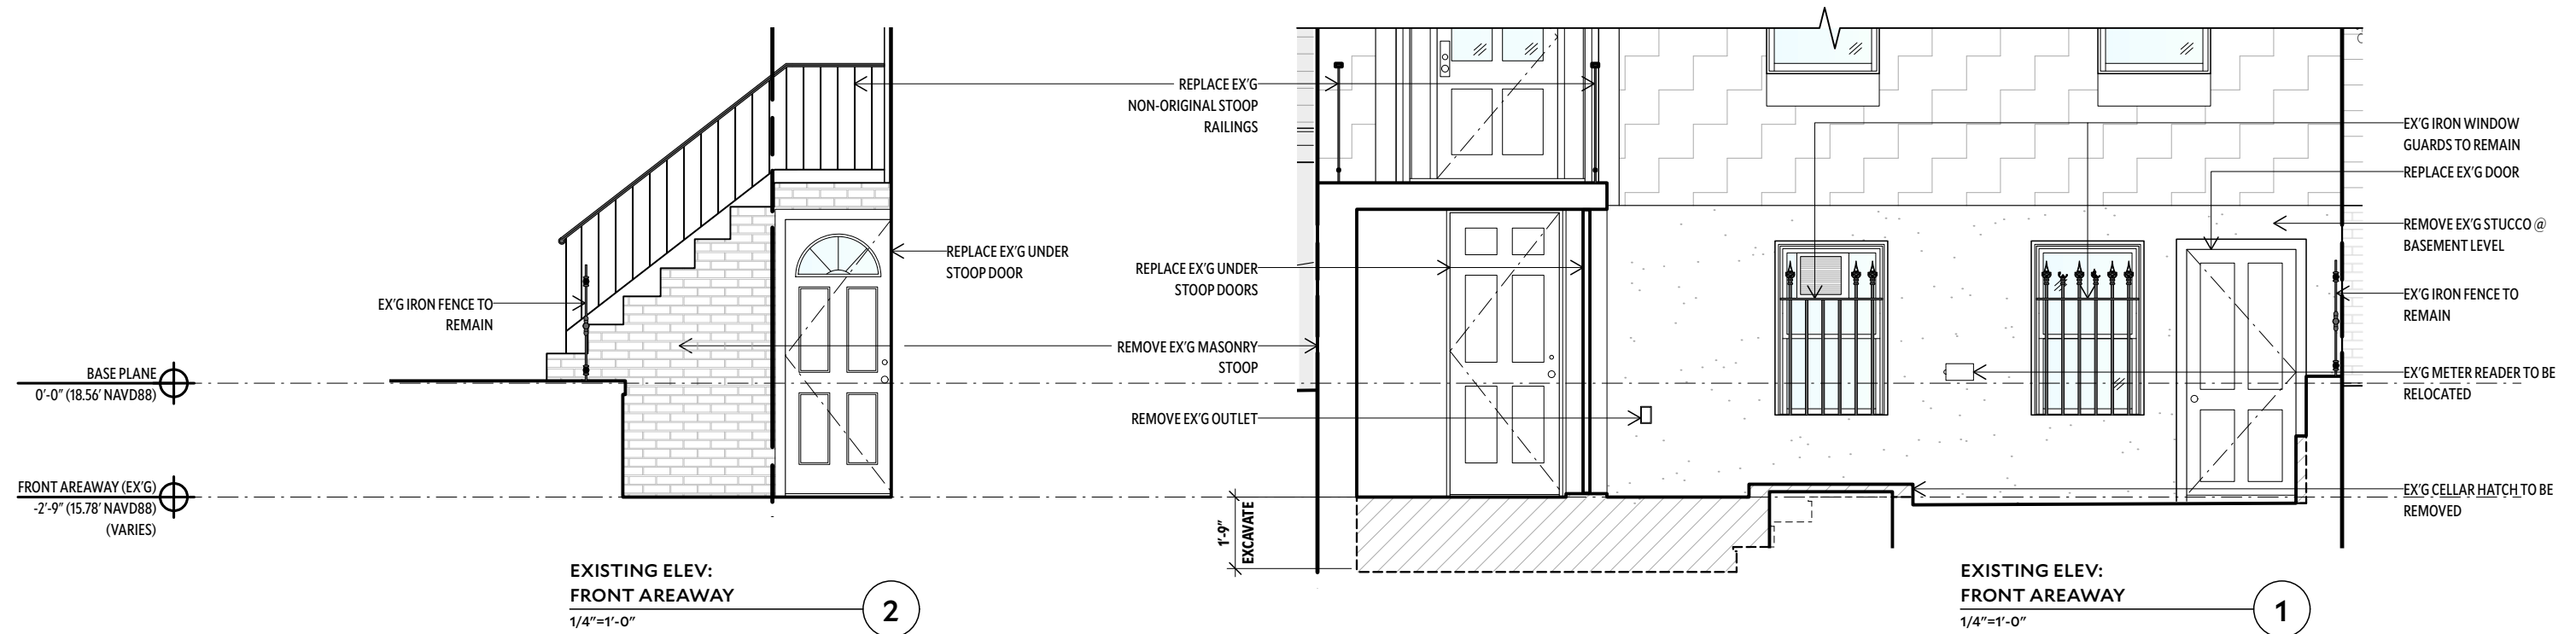 BASE PLANE
0'-0" (18.56' NAVD88)
FRONT AREAWAY (EX'G)
-2'-9" (15.78' NAVD88)
(VARIES)
EX'G IRON FENCE TO
REMAIN
REPLACE EX'G UNDER
STOOP DOOR
EXISTING ELEV:
FRONT AREAWAY
1/4"=1'-0"
2
REPLACE EX'G
NON-ORIGINAL STOOP
RAILINGS
REPLACE EX'G UNDER
STOOP DOORS
REMOVE EX'G MASONRY
STOOP
REMOVE EX'G OUTLET
1'-9"
EXCAVATE
EX'G IRON WINDOW
GUARDS TO REMAIN
REPLACE EX'G DOOR
REMOVE EX'G STUCCO @
BASEMENT LEVEL
EX'G IRON FENCE TO
REMAIN
EX'G METER READER TO BE
RELOCATED
EX'G CELLAR HATCH TO BE
REMOVED
EXISTING ELEV:
FRONT AREAWAY
1/4"=1'-0"
1